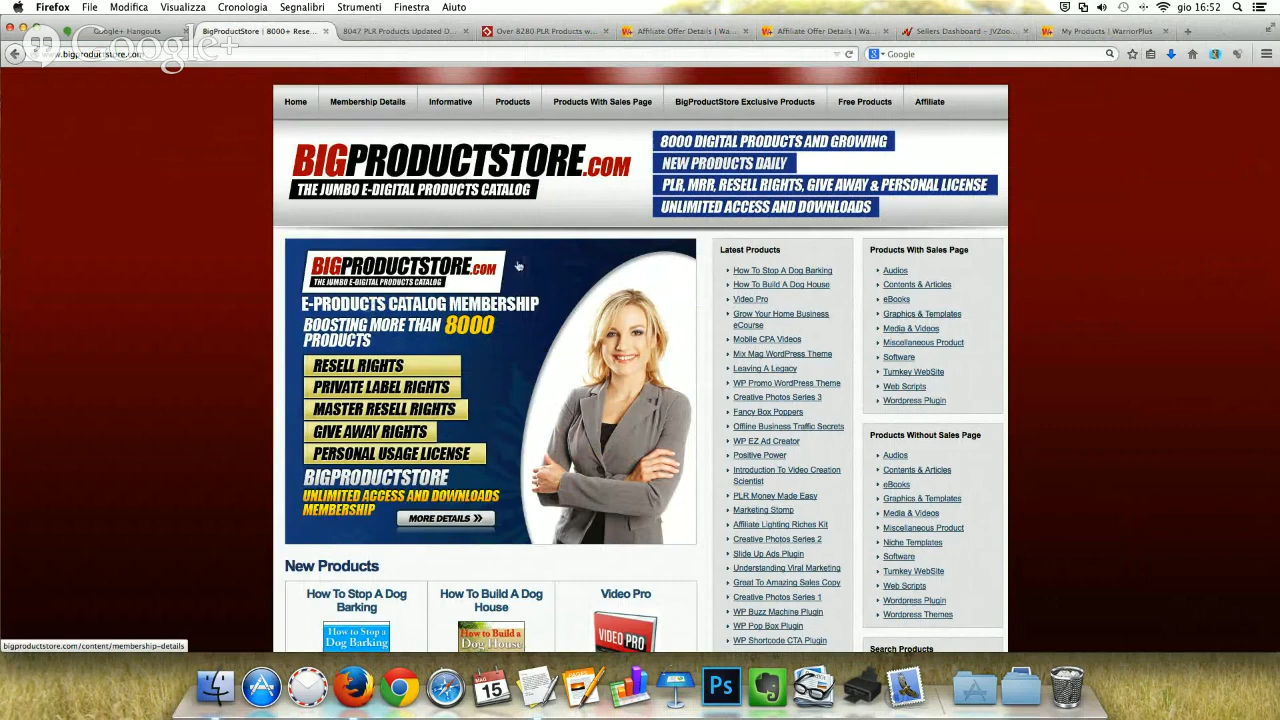 Firefox File Modifica Visualizza Cronologia Segnalibri Strumenti Finestra Aiuto gio 16:52
Google+ Hangouts
BigProductStore | 8000+ Rese...
8047 PLR Products Updated D...
Over 8280 PLR Products w...
Affiliate Offer Details | Wa...
Affiliate Offer Details | Wa...
Sellers Dashboard – JVZoo...
My Products | WarriorPlus
Google+
www.bigproductstore.com
Google
Home Membership Details Informative Products Products With Sales Page BigProductStore Exclusive Products Free Products Affiliate
BIGPRODUCTSTORE.COM
THE JUMBO E-DIGITAL PRODUCTS CATALOG
8000 DIGITAL PRODUCTS AND GROWING
NEW PRODUCTS DAILY
PLR, MRR, RESELL RIGHTS, GIVE AWAY & PERSONAL LICENSE
UNLIMITED ACCESS AND DOWNLOADS
BIGPRODUCTSTORE.COM
THE JUMBO E-DIGITAL PRODUCTS CATALOG
E-PRODUCTS CATALOG MEMBERSHIP
BOOSTING MORE THAN 8000
PRODUCTS
RESELL RIGHTS
PRIVATE LABEL RIGHTS
MASTER RESELL RIGHTS
GIVE AWAY RIGHTS
PERSONAL USAGE LICENSE
BIGPRODUCTSTORE
UNLIMITED ACCESS AND DOWNLOADS
MEMBERSHIP
MORE DETAILS
Latest Products
How To Stop A Dog Barking
How To Build A Dog House
Video Pro
Grow Your Home Business
eCourse
Mobile CPA Videos
Mix Mag WordPress Theme
Leaving A Legacy
WP Promo WordPress Theme
Creative Photos Series 3
Fancy Box Poppers
Offline Business Traffic Secrets
WP EZ Ad Creator
Positive Power
Introduction To Video Creation
Scientist
PLR Money Made Easy
Marketing Stomp
Affiliate Lighting Riches Kit
Creative Photos Series 2
Slide Up Ads Plugin
Understanding Viral Marketing
Great To Amazing Sales Copy
Creative Photos Series 1
WP Buzz Machine Plugin
WP Pop Box Plugin
WP Shortcode CTA Plugin
Products With Sales Page
Audios
Contents & Articles
eBooks
Graphics & Templates
Media & Videos
Miscellaneous Product
Software
Turnkey WebSite
Web Scripts
Wordpress Plugin
Products Without Sales Page
Audios
Contents & Articles
eBooks
Graphics & Templates
Media & Videos
Miscellaneous Product
Niche Templates
Software
Turnkey WebSite
Web Scripts
Wordpress Plugin
Wordpress Themes
Search Products
New Products
How To Stop A Dog
Barking
How To Build A Dog
House
Video Pro
How to Stop a
Dog Barking
How to Build a
Dog House
VIDEO PRO
bigproductstore.com/content/membership-details
MAG
15
Ps